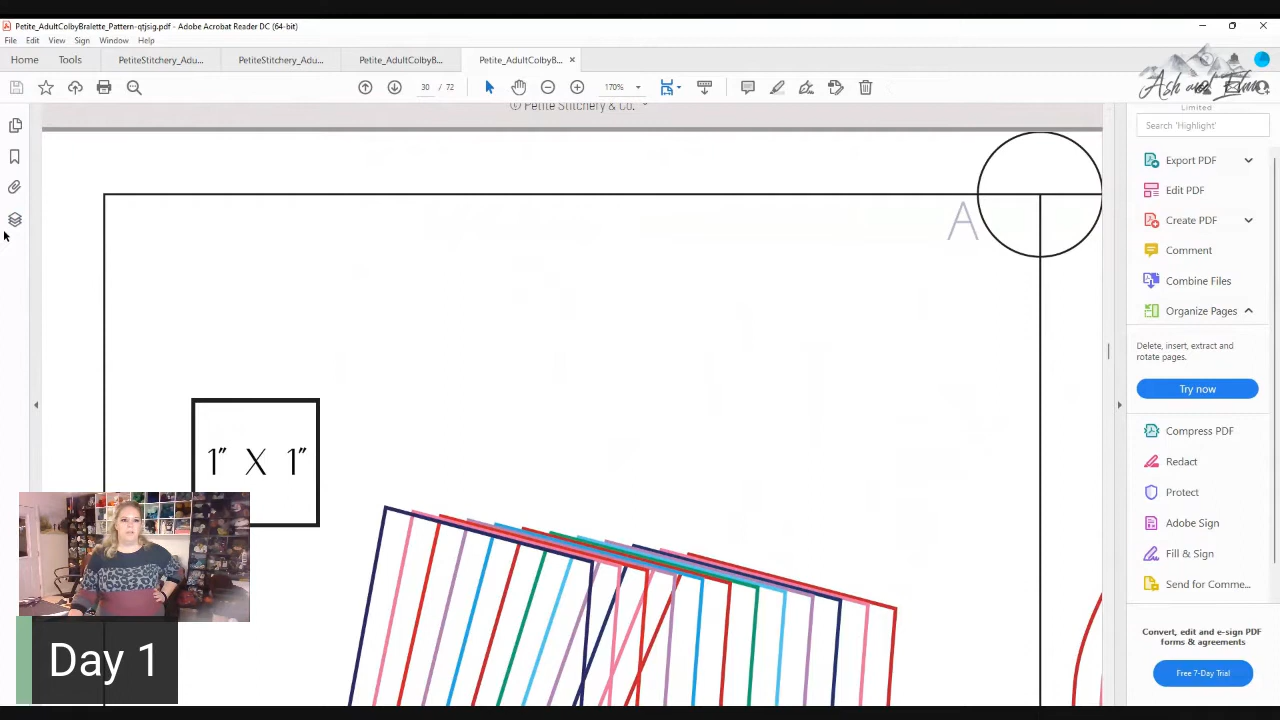 Petite_AdultColbyBralette_Pattern-qtjsig.pdf - Adobe Acrobat Reader DC (64-bit)
File Edit View Sign Window Help
Home Tools PetiteStitchery_Adu... PetiteStitchery_Adu... Petite_AdultColbyB... Petite_AdultColbyB...
30 / 72 170%
© Petite Stitchery & Co.
Limited
Search 'Highlight'
Export PDF
Edit PDF
Create PDF
Comment
Combine Files
Organize Pages
Delete, insert, extract and
rotate pages.
Try now
Compress PDF
Redact
Protect
Adobe Sign
Fill & Sign
Send for Comme...
Convert, edit and e-sign PDF
forms & agreements
Free 7-Day Trial
A
1" X 1"
Day 1